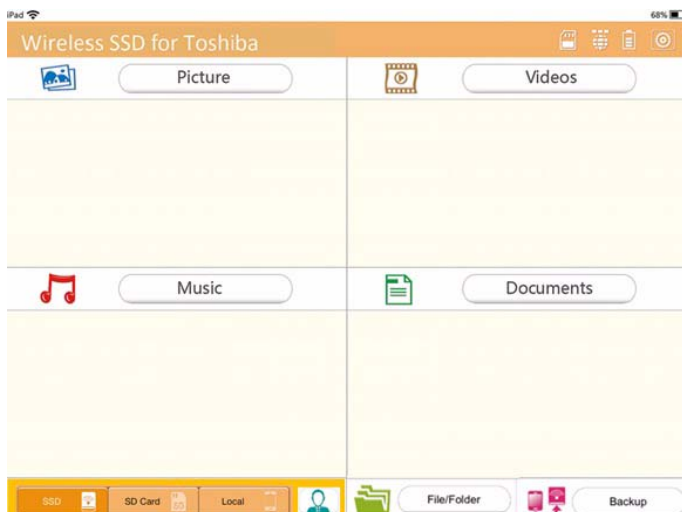 iPad 68%
Wireless SSD for Toshiba
Picture Videos
Music Documents
SSD SD Card Local File/Folder Backup